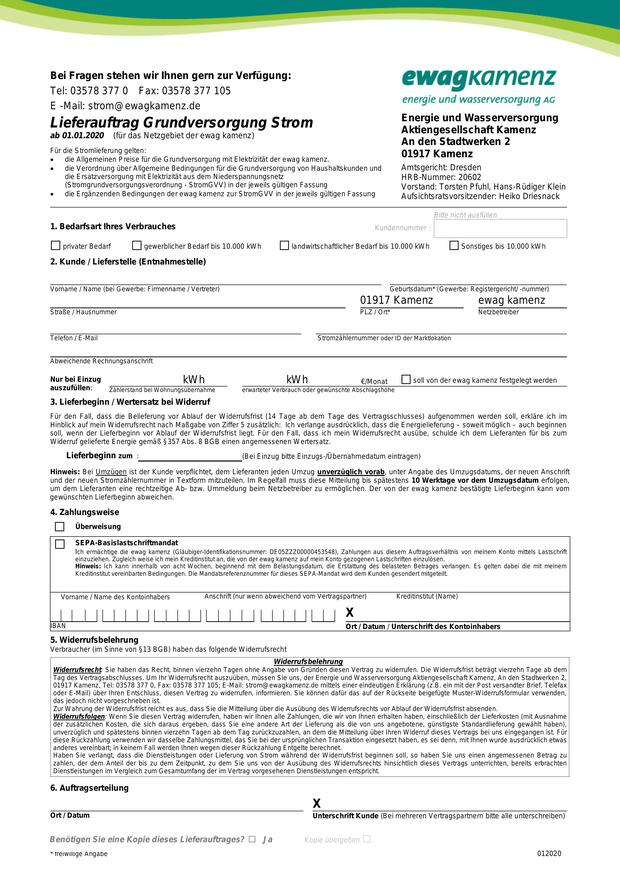 Bei Fragen stehen wir Ihnen gern zur Verfügung:
Tel: 03578 377 0 Fax: 03578 377 105
E -Mail: strom@ewagkamenz.de
Lieferauftrag Grundversorgung Strom
ab 01.01.2020 (für das Netzgebiet der ewag kamenz)
Für die Stromlieferung gelten:
• die Allgemeinen Preise für die Grundversorgung mit Elektrizität der ewag kamenz.
• die Verordnung über Allgemeine Bedingungen für die Grundversorgung von Haushaltskunden und
die Ersatzversorgung mit Elektrizität aus dem Niederspannungsnetz
(Stromgrundversorgungsverordnung - StromGVV) in der jeweils gültigen Fassung
• die Ergänzenden Bedingungen der ewag kamenz zur StromGVV in der jeweils gültigen Fassung
ewagkamenz
energie und wasserversorgung AG
Energie und Wasserversorgung
Aktiengesellschaft Kamenz
An den Stadtwerken 2
01917 Kamenz
Amtsgericht: Dresden
HRB-Nummer: 20602
Vorstand: Torsten Pfuhl, Hans-Rüdiger Klein
Aufsichtsratsvorsitzender: Heiko Driesnack
Bitte nicht ausfüllen
1. Bedarfsart Ihres Verbrauches Kundennummer :
privater Bedarf gewerblicher Bedarf bis 10.000 kWh landwirtschaftlicher Bedarf bis 10.000 kWh Sonstiges bis 10.000 kWh
2. Kunde / Lieferstelle (Entnahmestelle)
Vorname / Name (bei Gewerbe: Firmenname / Vertreter) Geburtsdatum* (Gewerbe: Registergericht/ -nummer)
01917 Kamenz ewag kamenz
Straße / Hausnummer PLZ / Ort* Netzbetreiber
Telefon / E-Mail Stromzählernummer oder ID der Marktlokation
Abweichende Rechnungsanschrift
Nur bei Einzug kWh kWh €/Monat soll von der ewag kamenz festgelegt werden
auszufüllen: Zählerstand bei Wohnungsübernahme erwarteter Verbrauch oder gewünschte Abschlagshöhe
3. Lieferbeginn / Wertersatz bei Widerruf
Für den Fall, dass die Belieferung vor Ablauf der Widerrufsfrist (14 Tage ab dem Tage des Vertragsschlusses) aufgenommen werden soll, erkläre ich im
Hinblick auf mein Widerrufsrecht nach Maßgabe von Ziffer 5 zusätzlich: Ich verlange ausdrücklich, dass die Energielieferung – soweit möglich – auch beginnen
soll, wenn der Lieferbeginn vor Ablauf der Widerrufsfrist liegt. Für den Fall, dass ich mein Widerrufsrecht ausübe, schulde ich dem Lieferanten für bis zum
Widerruf gelieferte Energie gemäß §357 Abs. 8 BGB einen angemessenen Wertersatz.
Lieferbeginn zum : (Bei Einzug bitte Einzugs-/Übernahmedatum eintragen)
Hinweis: Bei Umzügen ist der Kunde verpflichtet, dem Lieferanten jeden Umzug unverzüglich vorab, unter Angabe des Umzugsdatums, der neuen Anschrift
und der neuen Stromzählernummer in Textform mitzuteilen. Im Regelfall muss diese Mitteilung bis spätestens 10 Werktage vor dem Umzugsdatum erfolgen,
um dem Lieferanten eine rechtzeitige Ab- bzw. Ummeldung beim Netzbetreiber zu ermöglichen. Der von der ewag kamenz bestätigte Lieferbeginn kann vom
gewünschten Lieferbeginn abweichen.
4. Zahlungsweise
Überweisung
SEPA-Basislastschriftmandat
Ich ermächtige die ewag kamenz (Gläubiger-Identifikationsnummer: DE05ZZZ00000453548), Zahlungen aus diesem Auftragsverhältnis von meinem Konto mittels Lastschrift
einzuziehen. Zugleich weise ich mein Kreditinstitut an, die von der ewag kamenz auf mein Konto gezogenen Lastschriften einzulösen.
Hinweis: Ich kann innerhalb von acht Wochen, beginnend mit dem Belastungsdatum, die Erstattung des belasteten Betrages verlangen. Es gelten dabei die mit meinem
Kreditinstitut vereinbarten Bedingungen. Die Mandatsreferenznummer für dieses SEPA-Mandat wird dem Kunden gesondert mitgeteilt.
Vorname / Name des Kontoinhabers Anschrift (nur wenn abweichend vom Vertragspartner) Kreditinstitut (Name)
X
IBAN Ort / Datum / Unterschrift des Kontoinhabers
5. Widerrufsbelehrung
Verbraucher (im Sinne von §13 BGB) haben das folgende Widerrufsrecht
Widerrufsbelehrung
Widerrufsrecht: Sie haben das Recht, binnen vierzehn Tagen ohne Angabe von Gründen diesen Vertrag zu widerrufen. Die Widerrufsfrist beträgt vierzehn Tage ab dem
Tag des Vertragsabschlusses. Um Ihr Widerrufsrecht auszuüben, müssen Sie uns, der Energie und Wasserversorgung Aktiengesellschaft Kamenz, An den Stadtwerken 2,
01917 Kamenz, Tel: 03578 377 0, Fax: 03578 377 105; E-Mail: strom@ewagkamenz.de mittels einer eindeutigen Erklärung (z.B. ein mit der Post versandter Brief, Telefax
oder E-Mail) über Ihren Entschluss, diesen Vertrag zu widerrufen, informieren. Sie können dafür das auf der Rückseite beigefügte Muster-Widerrufsformular verwenden,
das jedoch nicht vorgeschrieben ist.
Zur Wahrung der Widerrufsfrist reicht es aus, dass Sie die Mitteilung über die Ausübung des Widerrufsrechts vor Ablauf der Widerrufsfrist absenden.
Widerrufsfolgen: Wenn Sie diesen Vertrag widerrufen, haben wir Ihnen alle Zahlungen, die wir von Ihnen erhalten haben, einschließlich der Lieferkosten (mit Ausnahme
der zusätzlichen Kosten, die sich daraus ergeben, dass Sie eine andere Art der Lieferung als die von uns angebotene, günstigste Standardlieferung gewählt haben),
unverzüglich und spätestens binnen vierzehn Tagen ab dem Tag zurückzuzahlen, an dem die Mitteilung über Ihren Widerruf dieses Vertrags bei uns eingegangen ist. Für
diese Rückzahlung verwenden wir dasselbe Zahlungsmittel, das Sie bei der ursprünglichen Transaktion eingesetzt haben, es sei denn, mit Ihnen wurde ausdrücklich etwas
anderes vereinbart; in keinem Fall werden Ihnen wegen dieser Rückzahlung Entgelte berechnet.
Haben Sie verlangt, dass die Dienstleistungen oder Lieferung von Strom während der Widerrufsfrist beginnen soll, so haben Sie uns einen angemessenen Betrag zu
zahlen, der dem Anteil der bis zu dem Zeitpunkt, zu dem Sie uns von der Ausübung des Widerrufsrechts hinsichtlich dieses Vertrags unterrichten, bereits erbrachten
Dienstleistungen im Vergleich zum Gesamtumfang der im Vertrag vorgesehenen Dienstleistungen entspricht.
6. Auftragserteilung
X
Ort / Datum Unterschrift Kunde (Bei mehreren Vertragspartnern bitte alle unterschreiben)
Benötigen Sie eine Kopie dieses Lieferauftrages? Ja Kopie übergeben
* freiwillige Angabe 012020